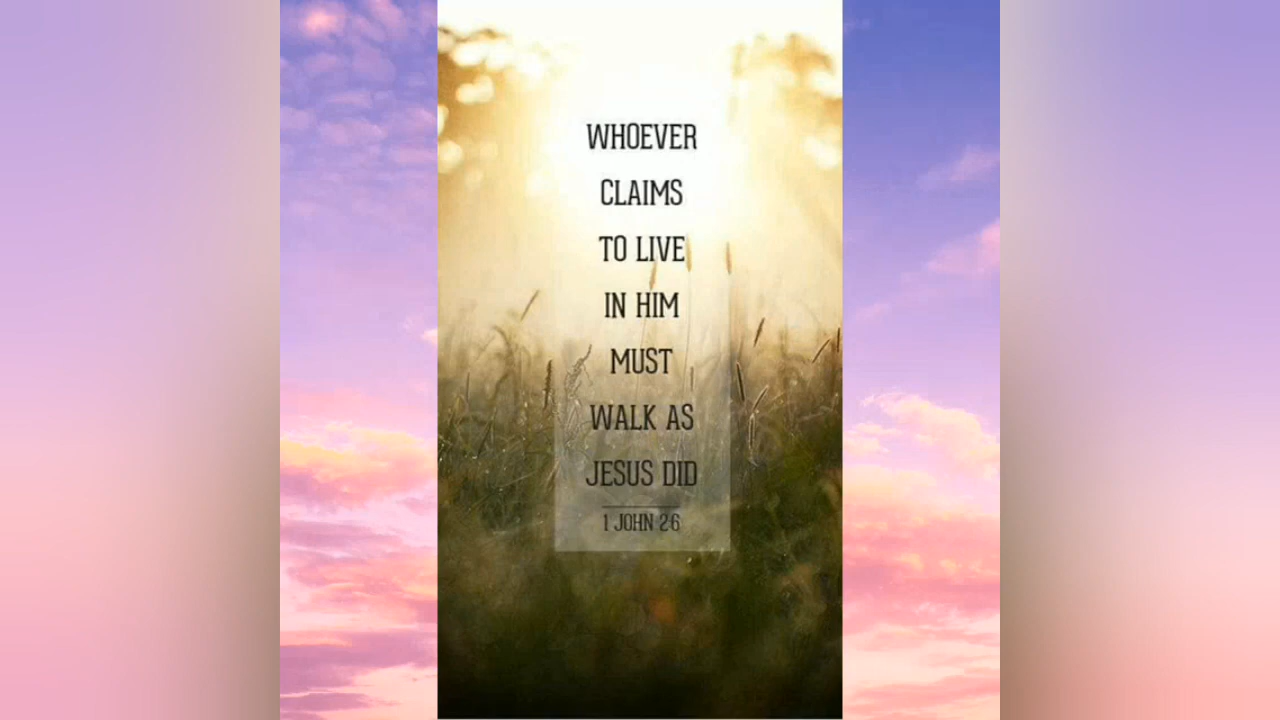 WHOEVER
CLAIMS
TO LIVE
IN HIM
MUST
WALK AS
JESUS DID
1 JOHN 2:6